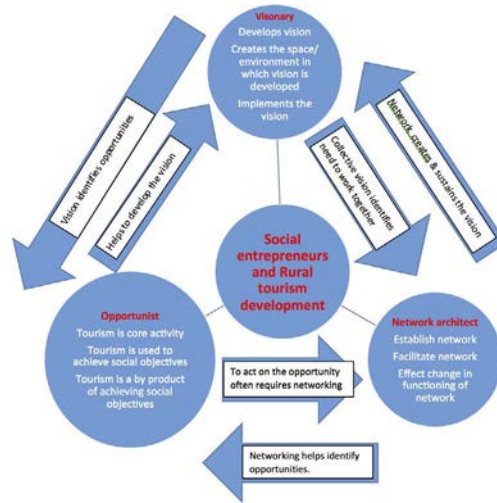 Visonary
Develops vision
Creates the space/
environment in
which vision is
developed
Implements the
vision
Vision identifies opportunities
Helps to develop the vision
Collective vision identifies
need to work together
Network creates & sustains the vision
Social
entrepreneurs
and Rural
tourism
development
Opportunist
Tourism is core activity
Tourism is used to
achieve social objectives
Tourism is a by product
of achieving social
objectives
To act on the opportunity
often requires networking
Network architect
Establish network
Facilitate network
Effect change in
functioning of
network
Networking helps identify
opportunities.